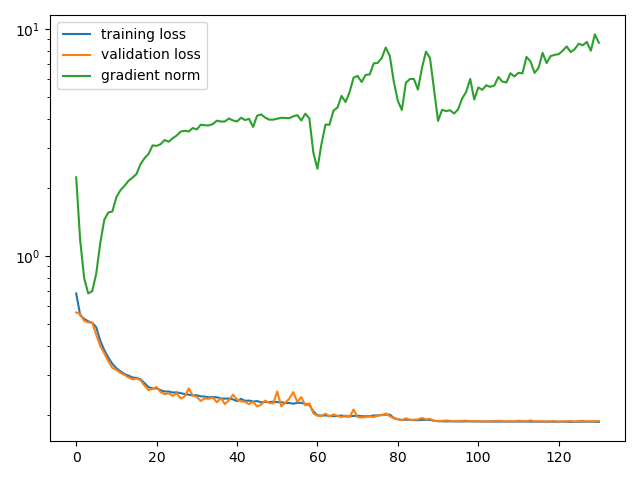 10¹
training loss
validation loss
gradient norm
10⁰
0 20 40 60 80 100 120